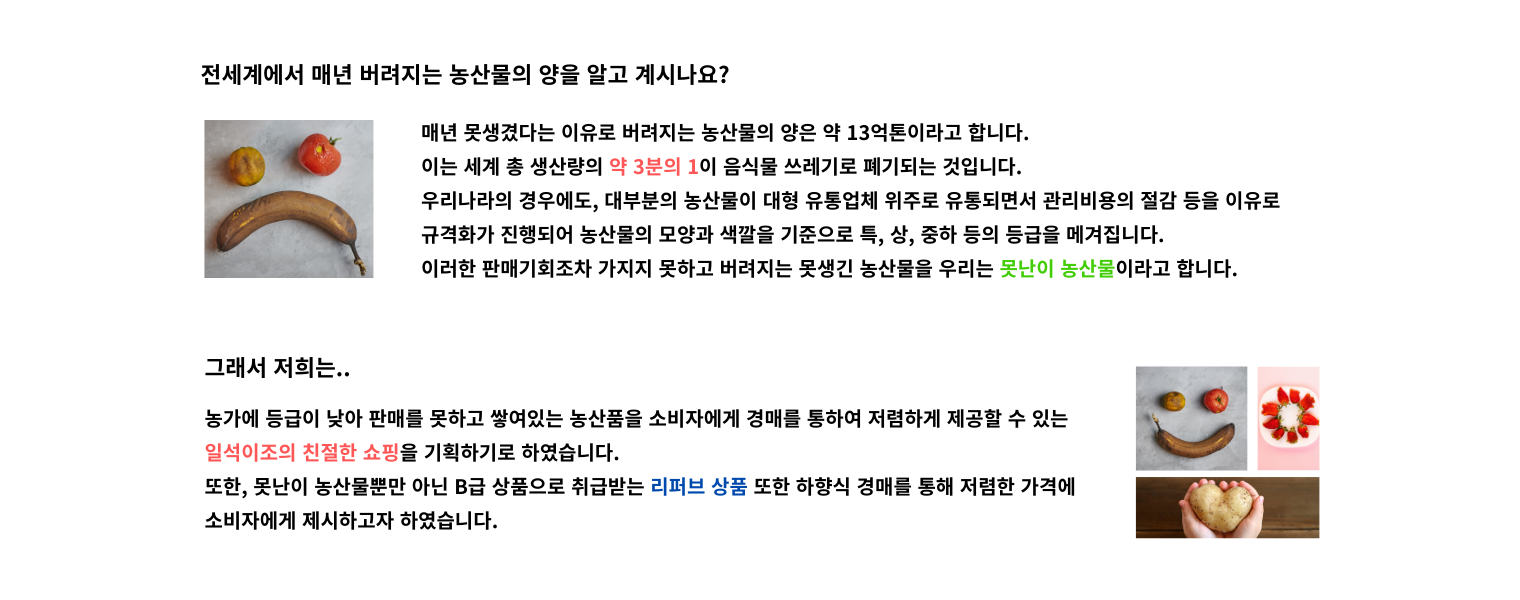 전세계에서 매년 버려지는 농산물의 양을 알고 계시나요?
매년 못생겼다는 이유로 버려지는 농산물의 양은 약 13억톤이라고 합니다.
이는 세계 총 생산량의 약 3분의 1이 음식물 쓰레기로 폐기되는 것입니다.
우리나라의 경우에도, 대부분의 농산물이 대형 유통업체 위주로 유통되면서 관리비용의 절감 등을 이유로
규격화가 진행되어 농산물의 모양과 색깔을 기준으로 특, 상, 중하 등의 등급을 메겨집니다.
이러한 판매기회조차 가지지 못하고 버려지는 못생긴 농산물을 우리는 못난이 농산물이라고 합니다.
그래서 저희는..
농가에 등급이 낮아 판매를 못하고 쌓여있는 농산품을 소비자에게 경매를 통하여 저렴하게 제공할 수 있는
일석이조의 친절한 쇼핑을 기획하기로 하였습니다.
또한, 못난이 농산물뿐만 아닌 B급 상품으로 취급받는 리퍼브 상품 또한 하향식 경매를 통해 저렴한 가격에
소비자에게 제시하고자 하였습니다.